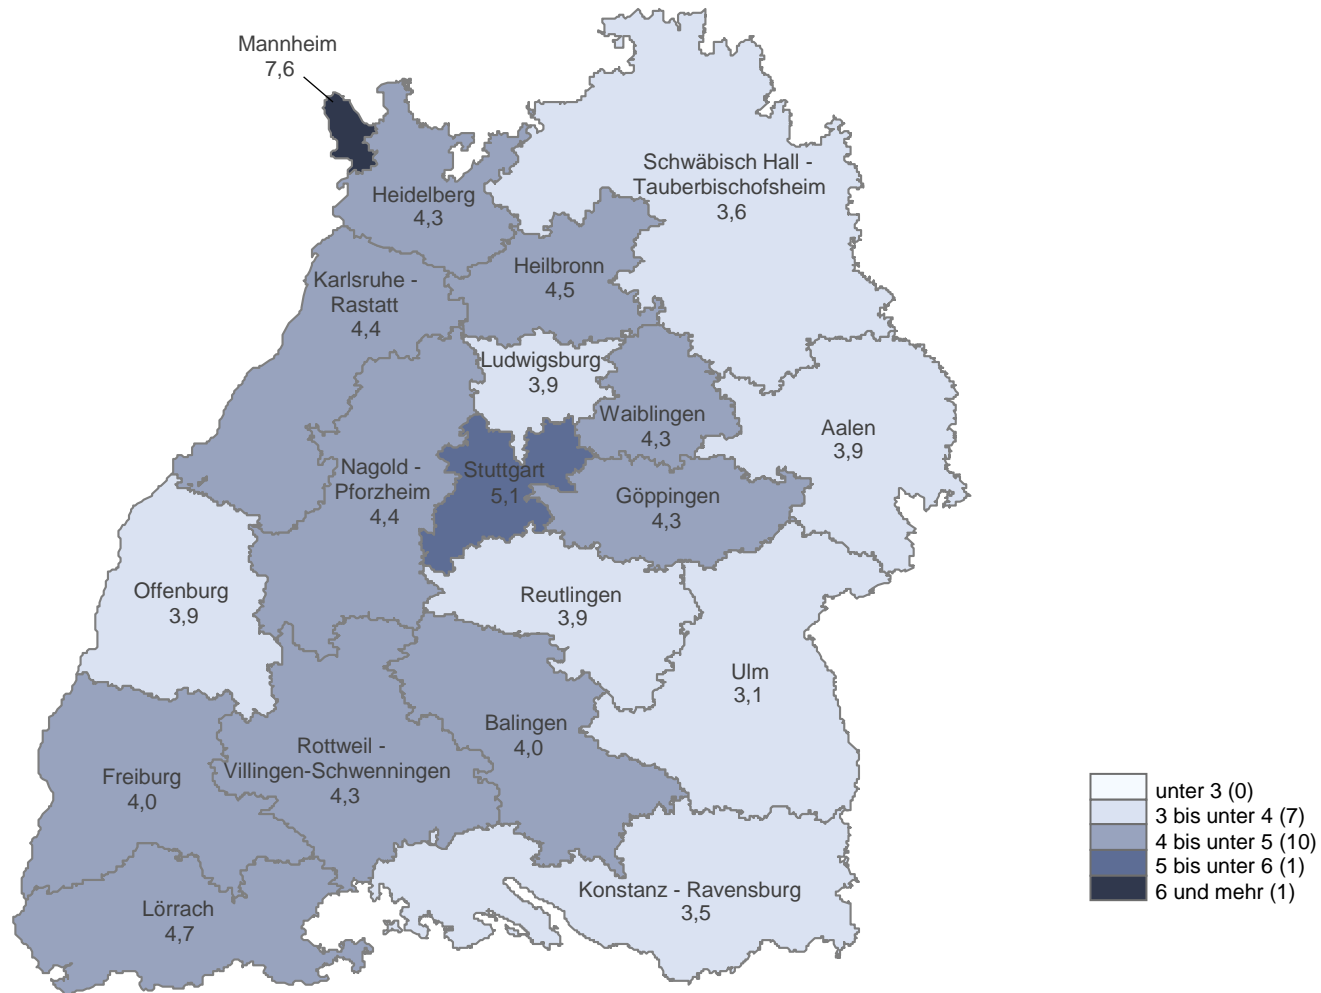 Mannheim
7,6
Schwäbisch Hall -
Tauberbischofsheim
3,6
Heidelberg
4,3
Heilbronn
4,5
Karlsruhe -
Rastatt
4,4
Ludwigsburg
3,9
Waiblingen
4,3
Aalen
3,9
Nagold -
Pforzheim
4,4
Stuttgart
5,1
Göppingen
4,3
Offenburg
3,9
Reutlingen
3,9
Ulm
3,1
Balingen
4,0
Rottweil -
Villingen-Schwenningen
4,3
Freiburg
4,0
Konstanz - Ravensburg
3,5
Lörrach
4,7
unter 3 (0)
3 bis unter 4 (7)
4 bis unter 5 (10)
5 bis unter 6 (1)
6 und mehr (1)